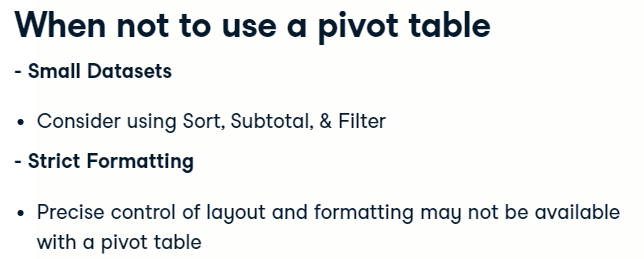 When not to use a pivot table
- Small Datasets
• Consider using Sort, Subtotal, & Filter
- Strict Formatting
• Precise control of layout and formatting may not be available
with a pivot table